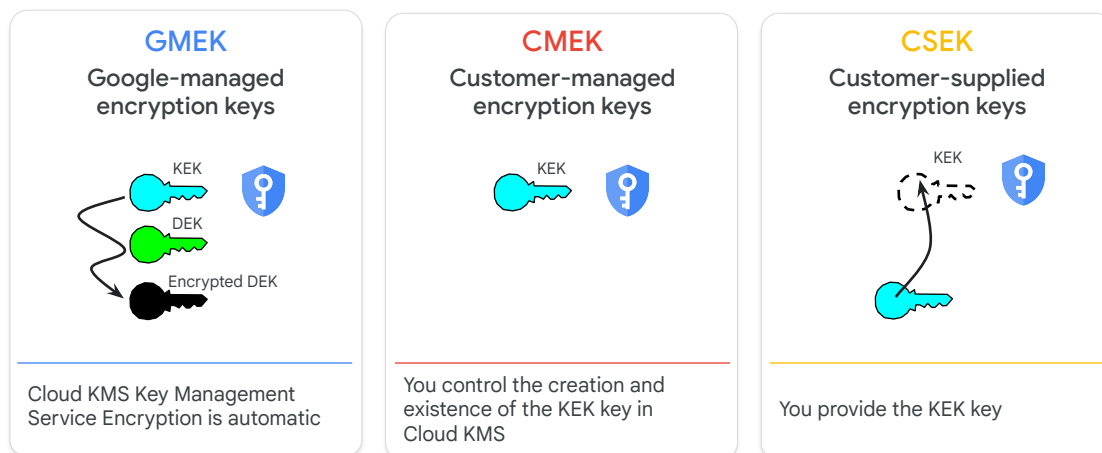 GMEK
Google-managed
encryption keys
KEK
DEK
Encrypted DEK
Cloud KMS Key Management
Service Encryption is automatic
CMEK
Customer-managed
encryption keys
KEK
You control the creation and
existence of the KEK key in
Cloud KMS
CSEK
Customer-supplied
encryption keys
KEK
You provide the KEK key